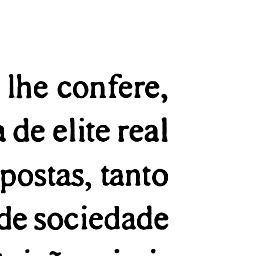 lhe confere,
a de elite real
postas, tanto
de sociedade